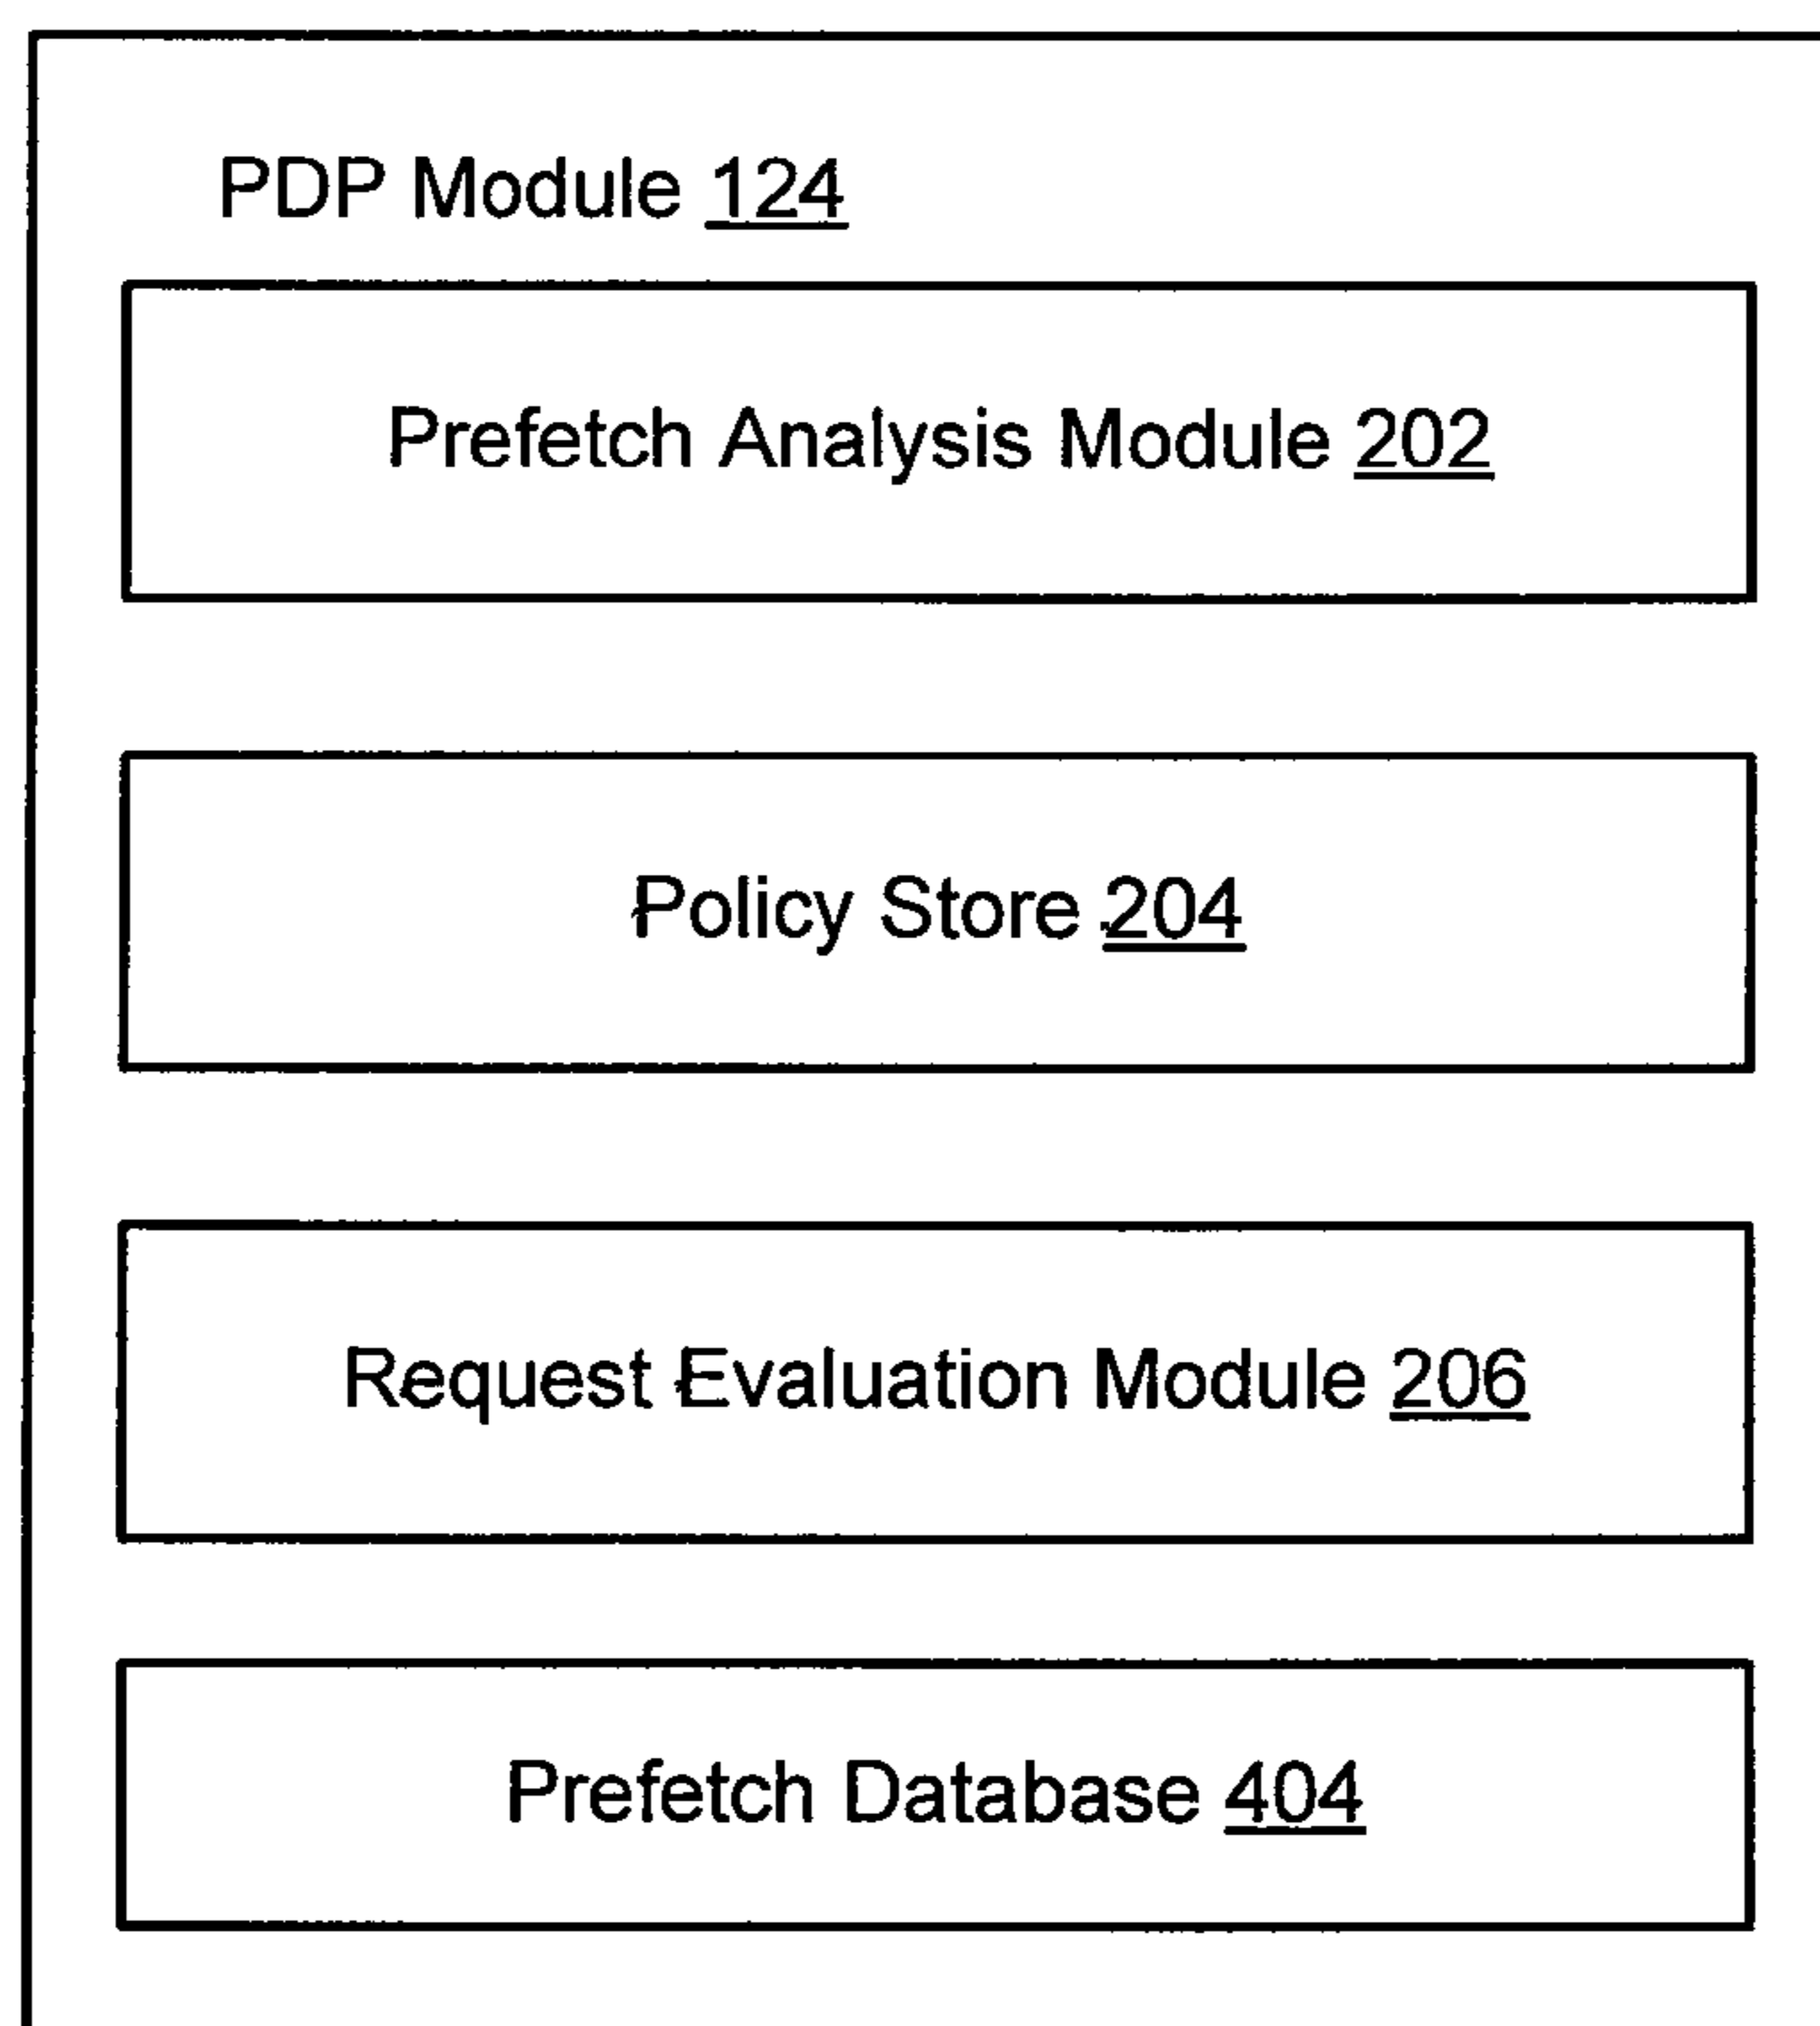 PDP Module 124
Prefetch Analysis Module 202
Policy Store 204
Request Evaluation Module 206
Prefetch Database 404